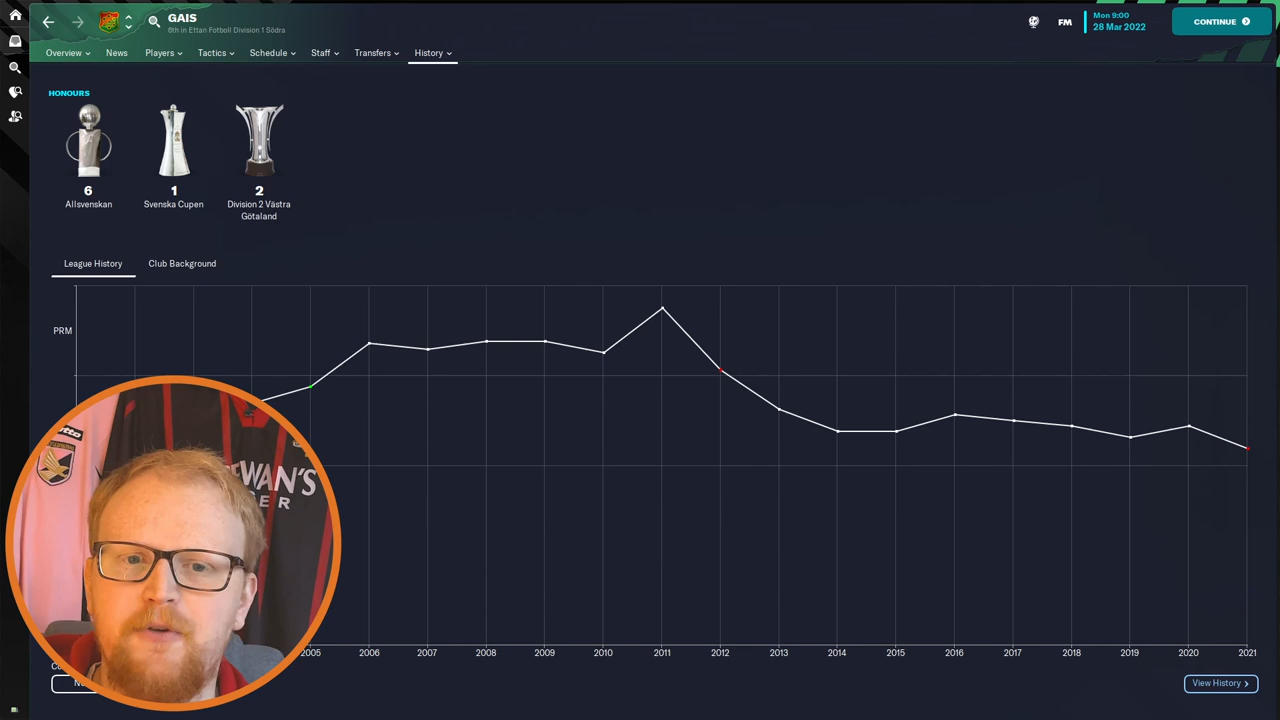 GAIS
6th in Ettan Fotboll Division 1 Södra
FM
Mon 9:00
28 Mar 2022
CONTINUE
Overview
News
Players
Tactics
Schedule
Staff
Transfers
History
HONOURS
6
Allsvenskan
1
Svenska Cupen
2
Division 2 Västra
Götaland
League History
Club Background
PRM
2005 2006 2007 2008 2009 2010 2011 2012 2013 2014 2015 2016 2017 2018 2019 2020 2021
View History